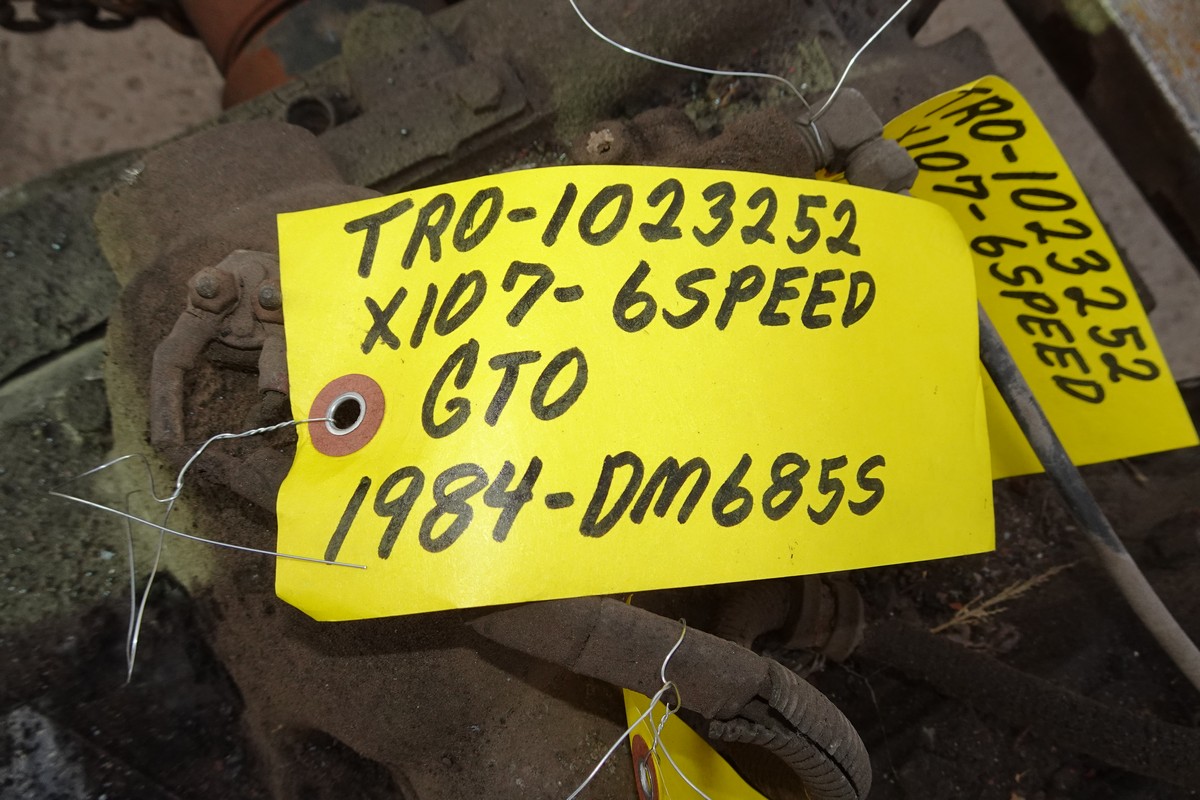 TRO-1023252
X107-6SPEED
GTO
1984-DM685S
TRO-1023252
X107-6SPEED